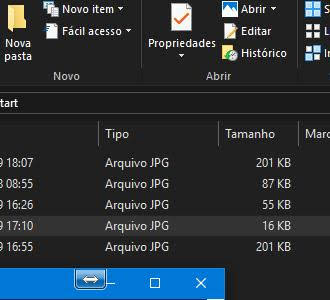 Novo item
Abrir
S
Fácil acesso
Editar
L
Nova
pasta
Propriedades
Histórico
I
Novo
Abrir
tart
Tipo
Tamanho
Marc
9 18:07
Arquivo JPG
201 KB
8 08:55
Arquivo JPG
87 KB
9 16:26
Arquivo JPG
55 KB
9 17:10
Arquivo JPG
16 KB
9 16:55
Arquivo JPG
201 KB